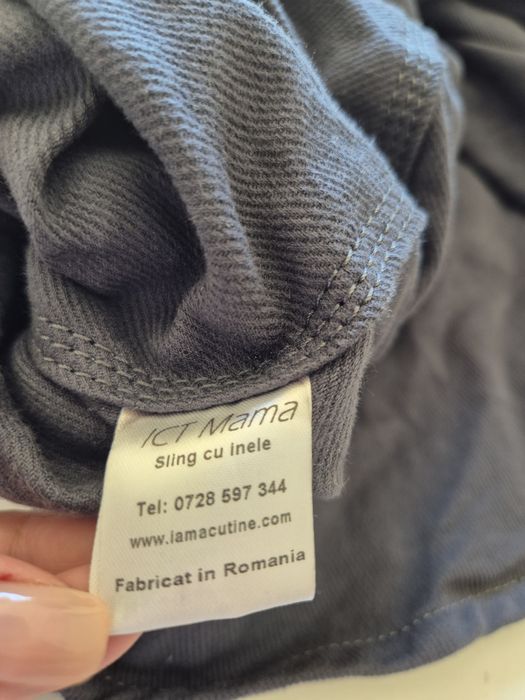 ICT Mama
Sling cu inele
Tel: 0728 597 344
www.iamacutine.com
Fabricat in Romania